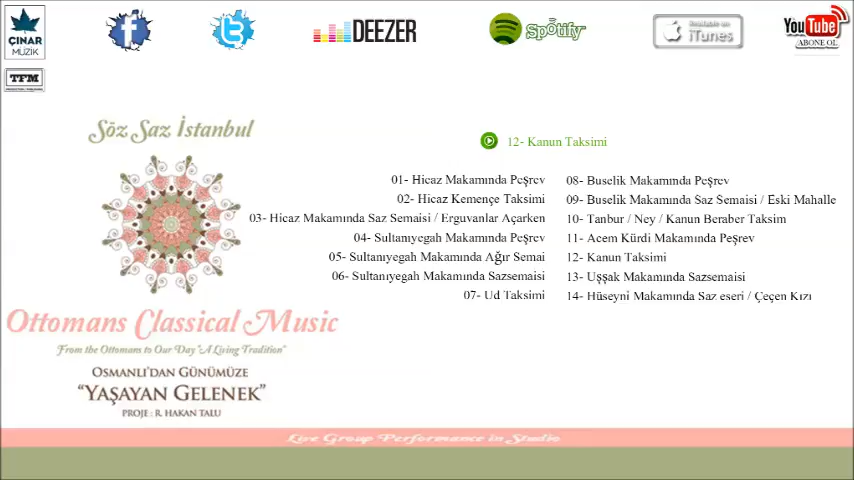 ÇINAR
MÜZİK
DEEZER
Spotify
Available on
iTunes
YouTube
ABONE OL
TFM
Söz Saz İstanbul
12- Kanun Taksimi
01- Hicaz Makamında Peşrev
02- Hicaz Kemençe Taksimi
03- Hicaz Makamında Saz Semaisi / Erguvanlar Açarken
04- Sultanıyegah Makamında Peşrev
05- Sultanıyegah Makamında Ağır Semai
06- Sultanıyegah Makamında Sazsemaisi
07- Ud Taksimi
08- Buselik Makamında Peşrev
09- Buselik Makamında Saz Semaisi / Eski Mahalle
10- Tanbur / Ney / Kanun Beraber Taksim
11- Acem Kürdi Makamında Peşrev
12- Kanun Taksimi
13- Uşşak Makamında Sazsemaisi
14- Hüseyni Makamında Saz eseri / Çeçen Kızı
Ottomans Classical Music
From the Ottomans to Our Day "A Living Tradition"
OSMANLI'DAN GÜNÜMÜZE
"YAŞAYAN GELENEK"
PROJE : R. HAKAN TALU
Live Group Performance in Studio